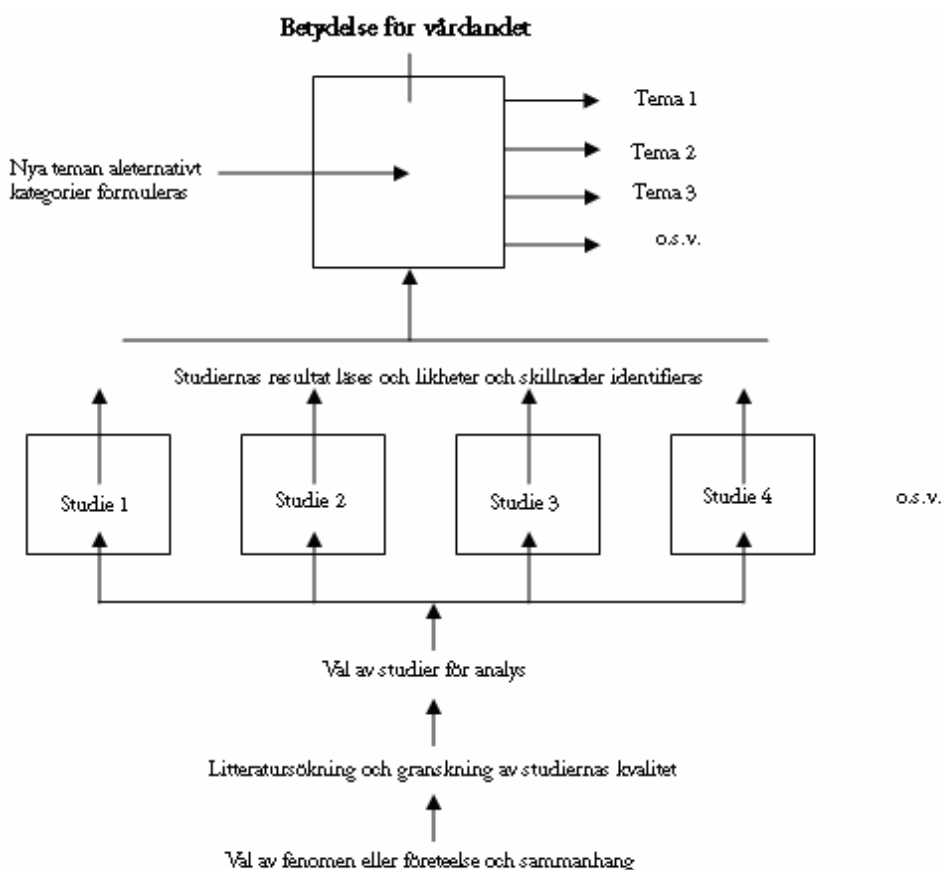 Betydelse för vårdandet
Tema 1
Tema 2
Nya teman aleternativt
kategorier formuleras
Tema 3
o.s.v.
Studiernas resultat läses och likheter och skillnader identifieras
Studie 1
Studie 2
Studie 3
Studie 4
o.s.v.
Val av studier för analys
Litteratursökning och granskning av studiernas kvalitet
Val av fenomen eller företeelse och sammanhang